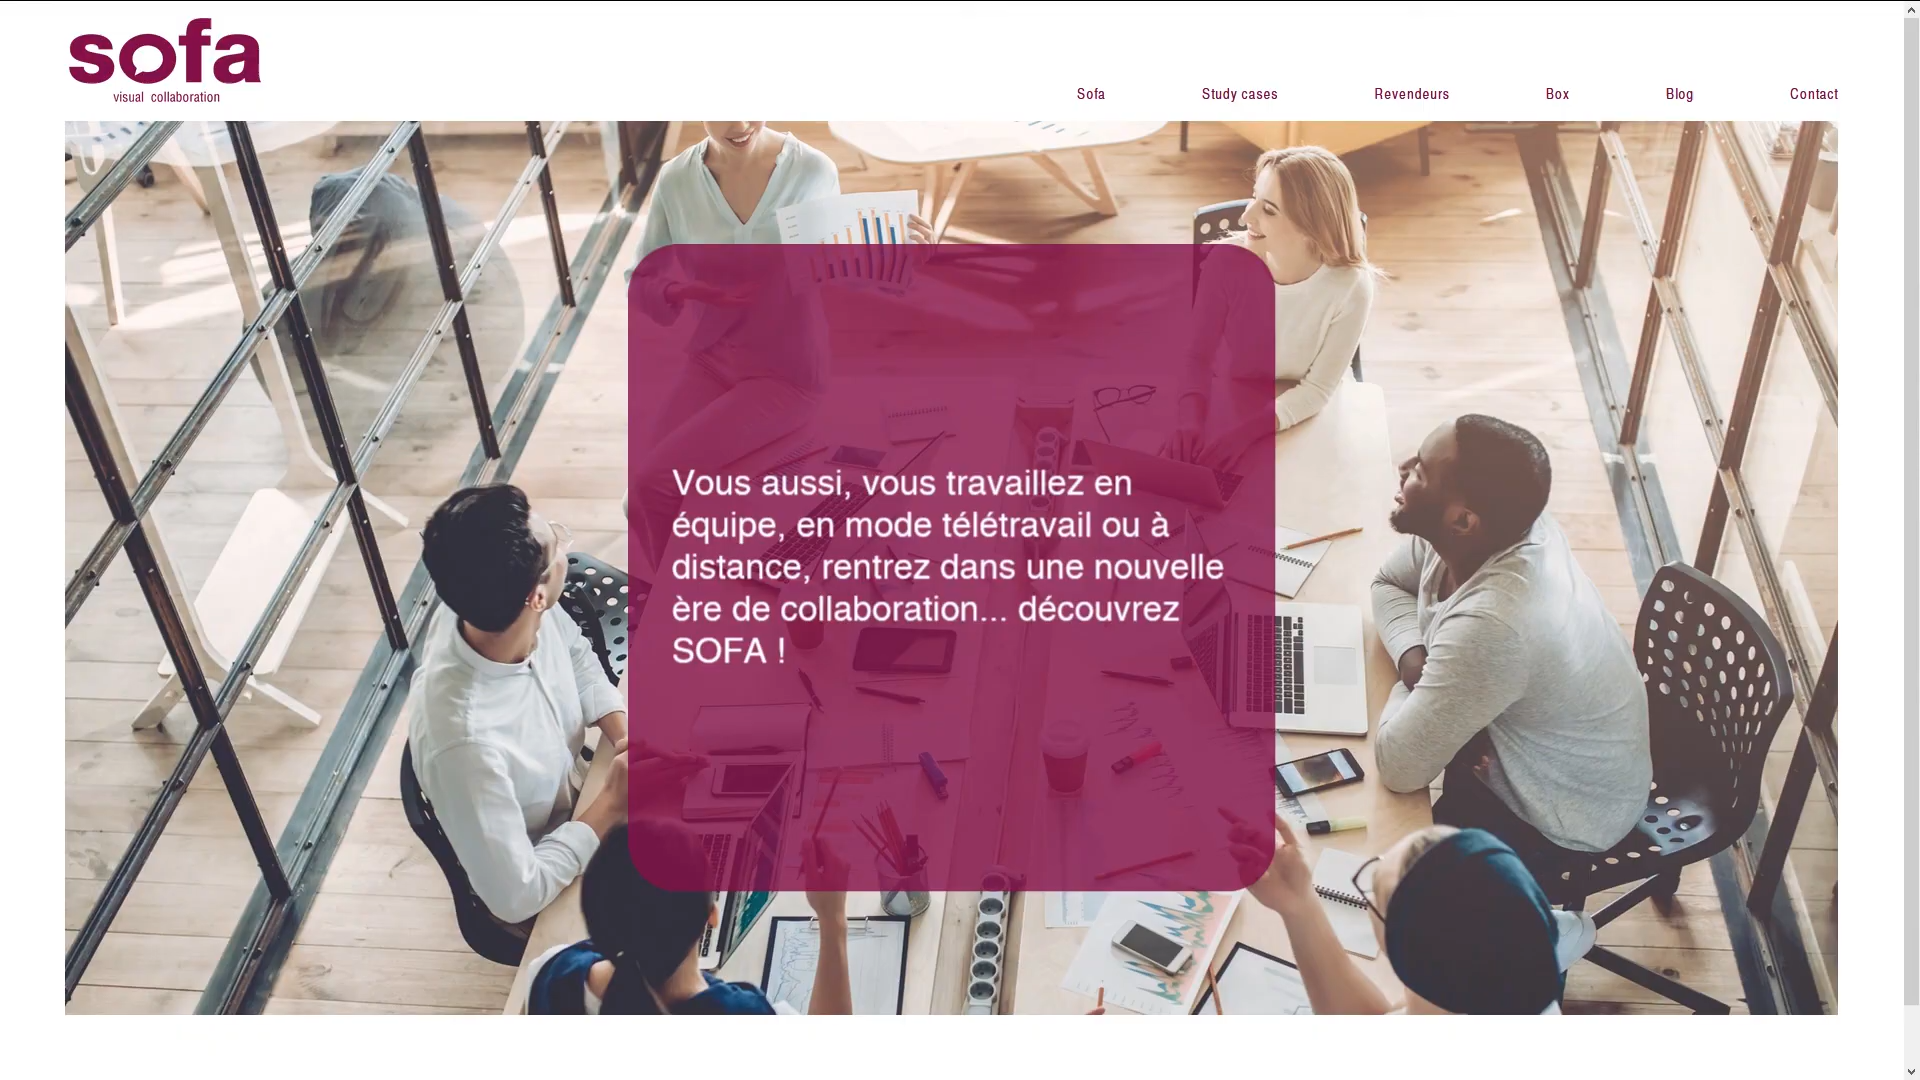 sofa
visual collaboration
Sofa
Study cases
Revendeurs
Box
Blog
Contact
Vous aussi, vous travaillez en
équipe, en mode télétravail ou à
distance, rentrez dans une nouvelle
ère de collaboration... découvrez
SOFA !